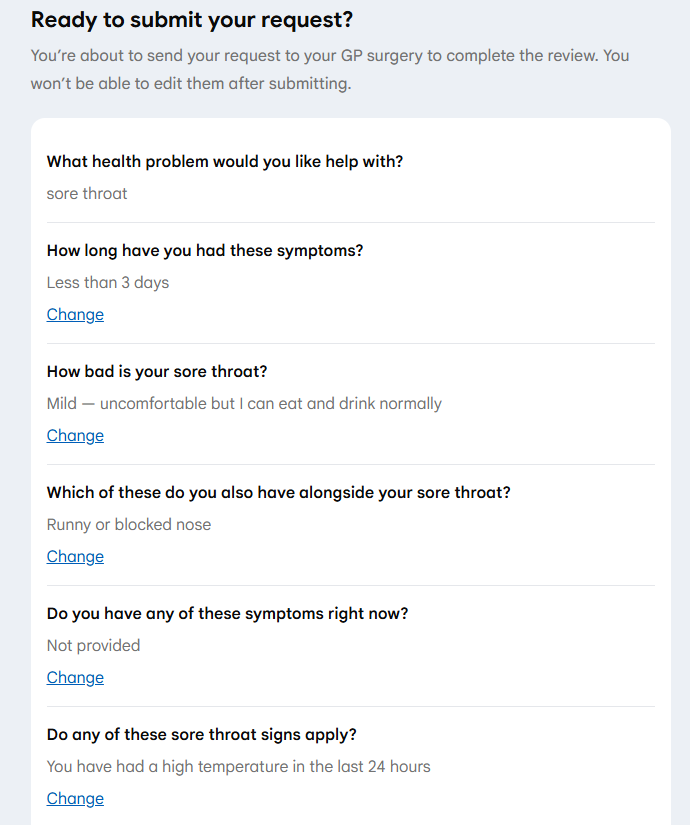 Ready to submit your request?
You’re about to send your request to your GP surgery to complete the review. You
won’t be able to edit them after submitting.
What health problem would you like help with?
sore throat
How long have you had these symptoms?
Less than 3 days
Change
How bad is your sore throat?
Mild — uncomfortable but I can eat and drink normally
Change
Which of these do you also have alongside your sore throat?
Runny or blocked nose
Change
Do you have any of these symptoms right now?
Not provided
Change
Do any of these sore throat signs apply?
You have had a high temperature in the last 24 hours
Change